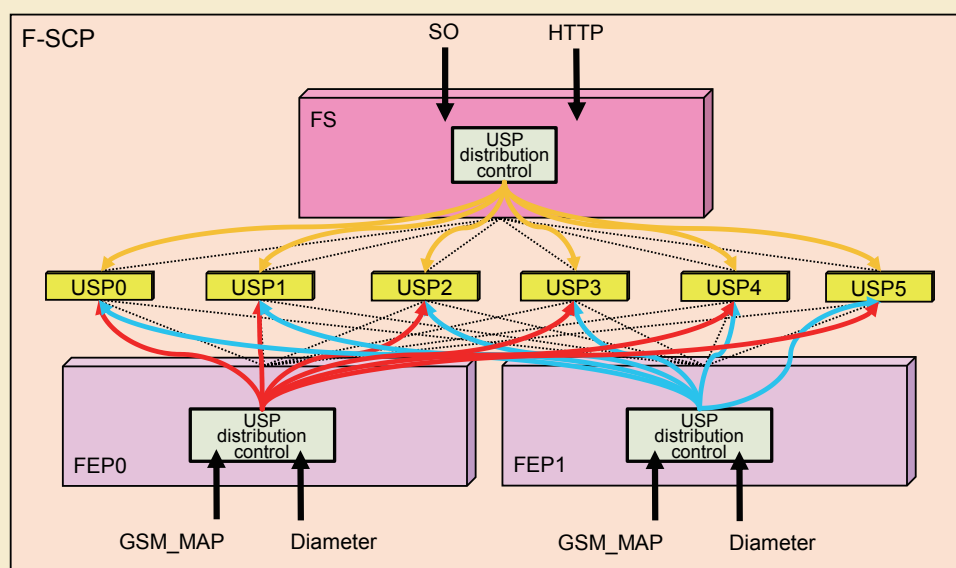 F-SCP
SO
HTTP
FS
USP
distribution
control
USP0
USP1
USP2
USP3
USP4
USP5
USP
distribution
control
FEP0
USP
distribution
control
FEP1
GSM_MAP
Diameter
GSM_MAP
Diameter